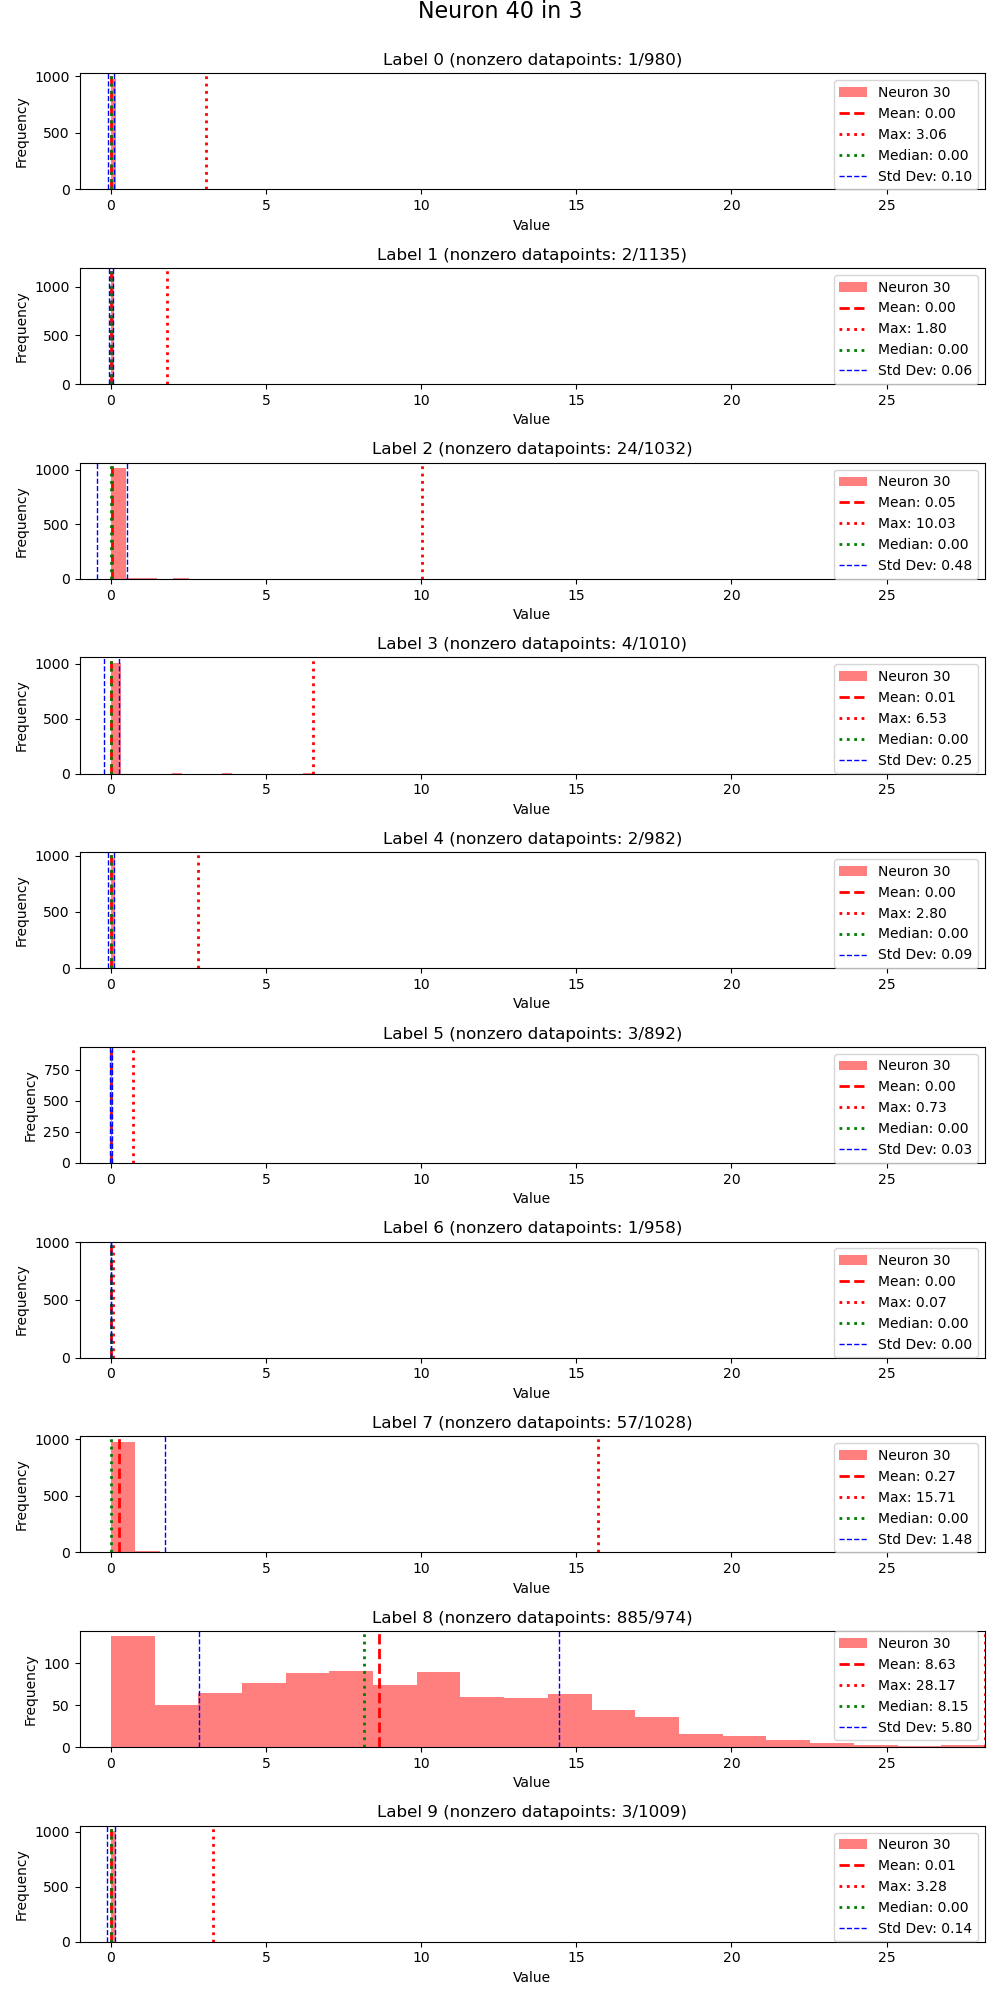 Neuron 40 in 3
Label 0 (nonzero datapoints: 1/980)
Frequency
1000
500
0
Neuron 30
Mean: 0.00
Max: 3.06
Median: 0.00
Std Dev: 0.10
0 5 10 15 20 25
Value
Label 1 (nonzero datapoints: 2/1135)
Frequency
1000
500
0
Neuron 30
Mean: 0.00
Max: 1.80
Median: 0.00
Std Dev: 0.06
0 5 10 15 20 25
Value
Label 2 (nonzero datapoints: 24/1032)
Frequency
1000
500
0
Neuron 30
Mean: 0.05
Max: 10.03
Median: 0.00
Std Dev: 0.48
0 5 10 15 20 25
Value
Label 3 (nonzero datapoints: 4/1010)
Frequency
1000
500
0
Neuron 30
Mean: 0.01
Max: 6.53
Median: 0.00
Std Dev: 0.25
0 5 10 15 20 25
Value
Label 4 (nonzero datapoints: 2/982)
Frequency
1000
500
0
Neuron 30
Mean: 0.00
Max: 2.80
Median: 0.00
Std Dev: 0.09
0 5 10 15 20 25
Value
Label 5 (nonzero datapoints: 3/892)
Frequency
750
500
250
0
Neuron 30
Mean: 0.00
Max: 0.73
Median: 0.00
Std Dev: 0.03
0 5 10 15 20 25
Value
Label 6 (nonzero datapoints: 1/958)
Frequency
1000
500
0
Neuron 30
Mean: 0.00
Max: 0.07
Median: 0.00
Std Dev: 0.00
0 5 10 15 20 25
Value
Label 7 (nonzero datapoints: 57/1028)
Frequency
1000
500
0
Neuron 30
Mean: 0.27
Max: 15.71
Median: 0.00
Std Dev: 1.48
0 5 10 15 20 25
Value
Label 8 (nonzero datapoints: 885/974)
Frequency
100
50
0
Neuron 30
Mean: 8.63
Max: 28.17
Median: 8.15
Std Dev: 5.80
0 5 10 15 20 25
Value
Label 9 (nonzero datapoints: 3/1009)
Frequency
1000
500
0
Neuron 30
Mean: 0.01
Max: 3.28
Median: 0.00
Std Dev: 0.14
0 5 10 15 20 25
Value